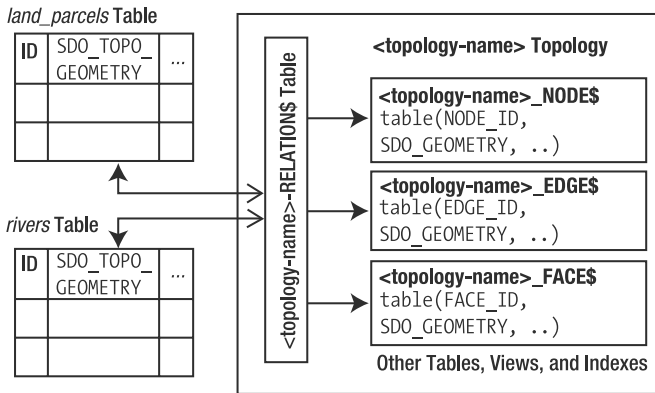 land_parcels Table
ID
SDO_TOPO_
GEOMETRY
...
rivers Table
ID
SDO_TOPO_
GEOMETRY
...
<topology-name>-RELATION$ Table
<topology-name> Topology
<topology-name>_NODE$
table(NODE_ID,
SDO_GEOMETRY, ..)
<topology-name>_EDGE$
table(EDGE_ID,
SDO_GEOMETRY, ..)
<topology-name>_FACE$
table(FACE_ID,
SDO_GEOMETRY, ..)
Other Tables, Views, and Indexes